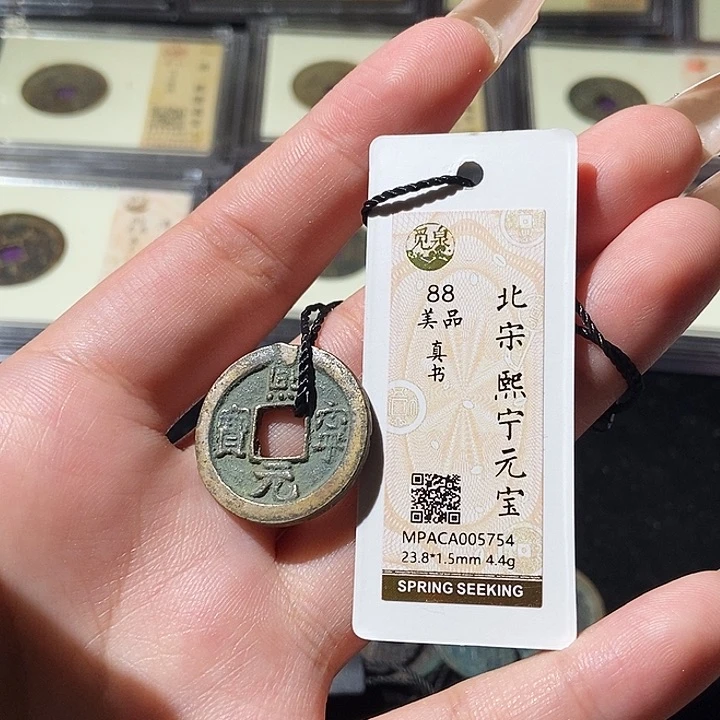 觅泉
88
美品
真书
北宋 熙宁元宝
MPACA005754
23.8*1.5mm 4.4g
SPRING SEEKING
熙
寧
元
寶